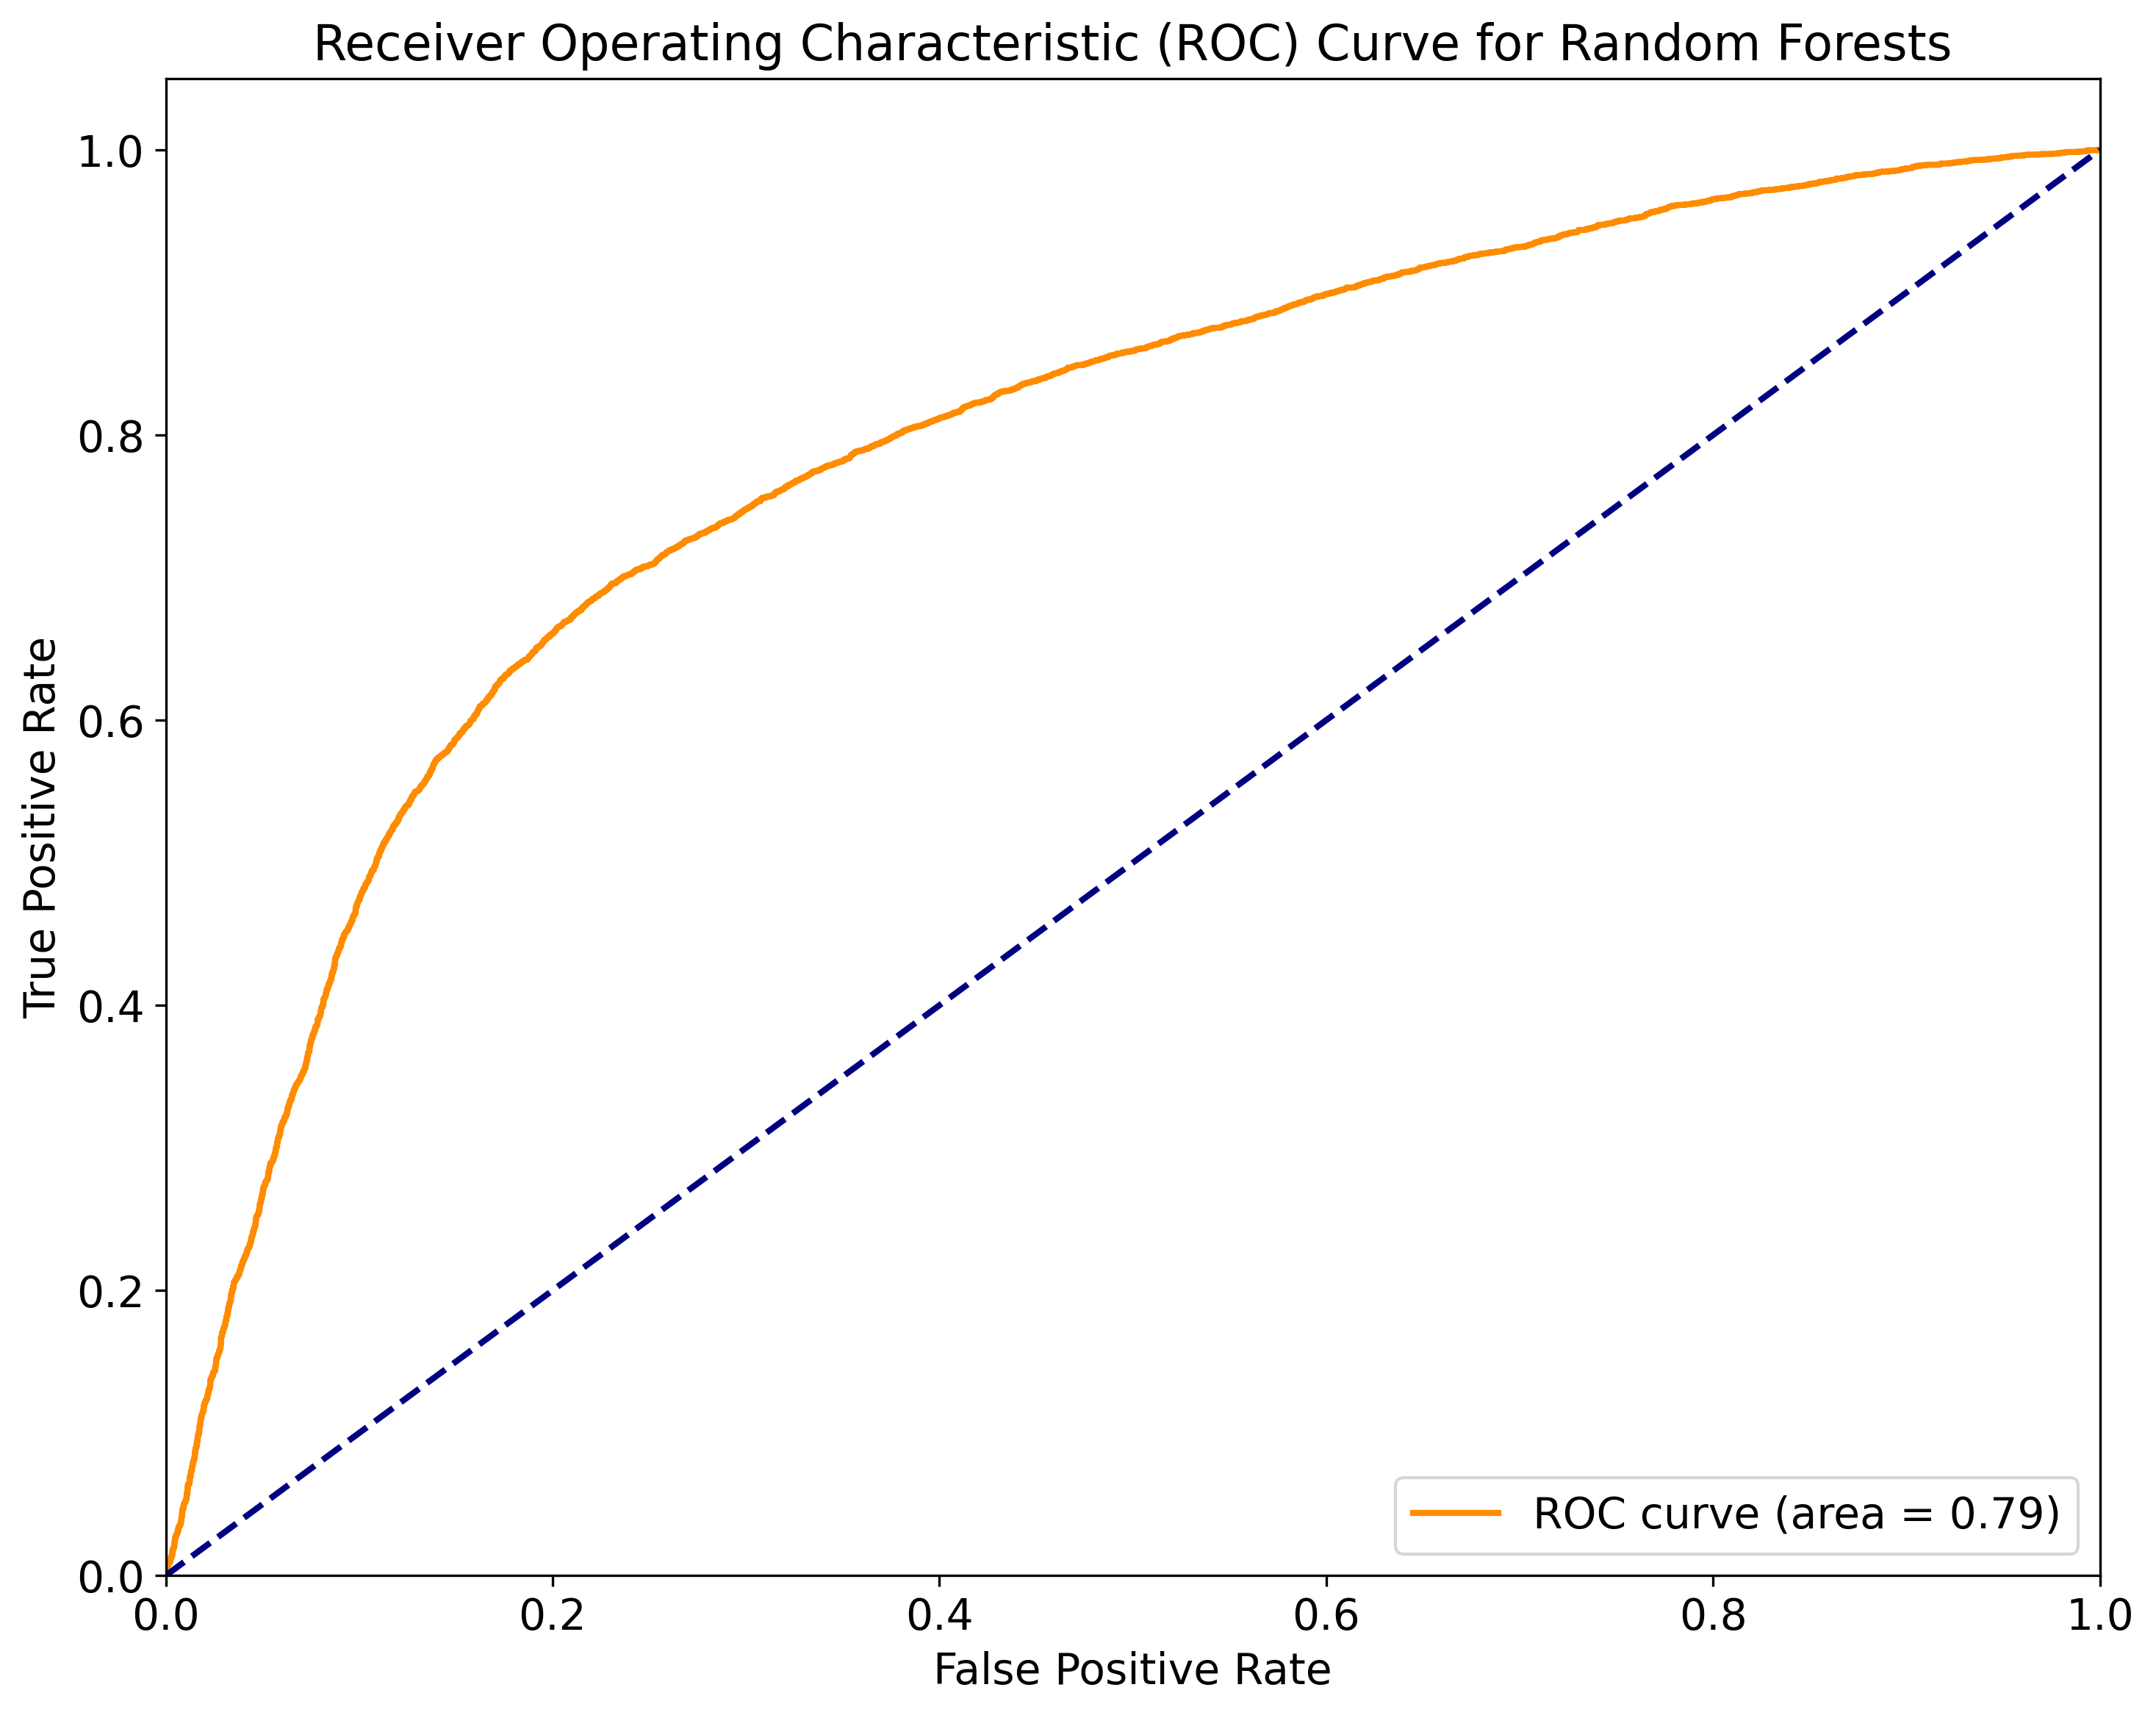 Receiver Operating Characteristic (ROC) Curve for Random Forests
1.0
0.8
0.6
0.4
0.2
0.0
True Positive Rate
ROC curve (area = 0.79)
0.0 0.2 0.4 0.6 0.8 1.0
False Positive Rate